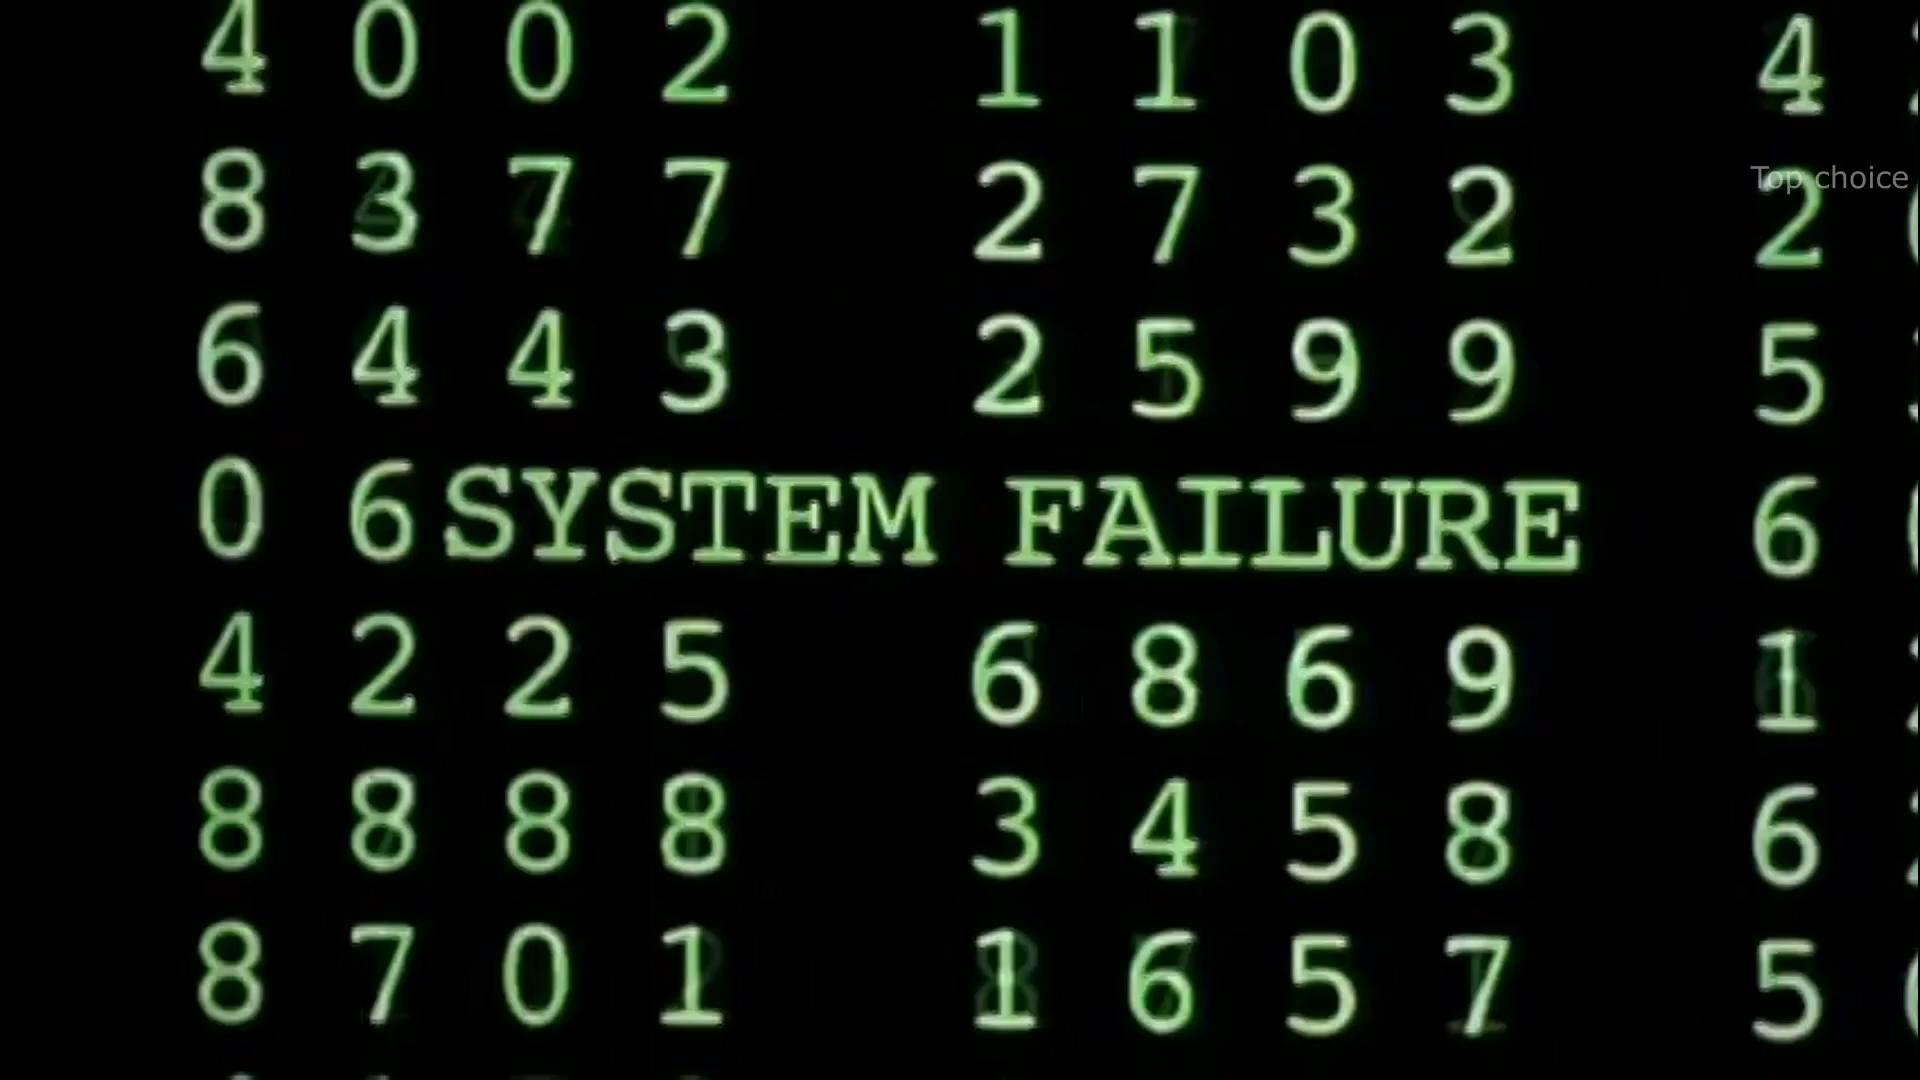 4 0 0 2 1 1 0 3 4
Top choice
8 3 7 7 2 7 3 2 2
6 4 4 3 2 5 9 9 5
0 6 SYSTEM FAILURE 6
4 2 2 5 6 8 6 9 1
8 8 8 8 3 4 5 8 6
8 7 0 1 1 6 5 7 5